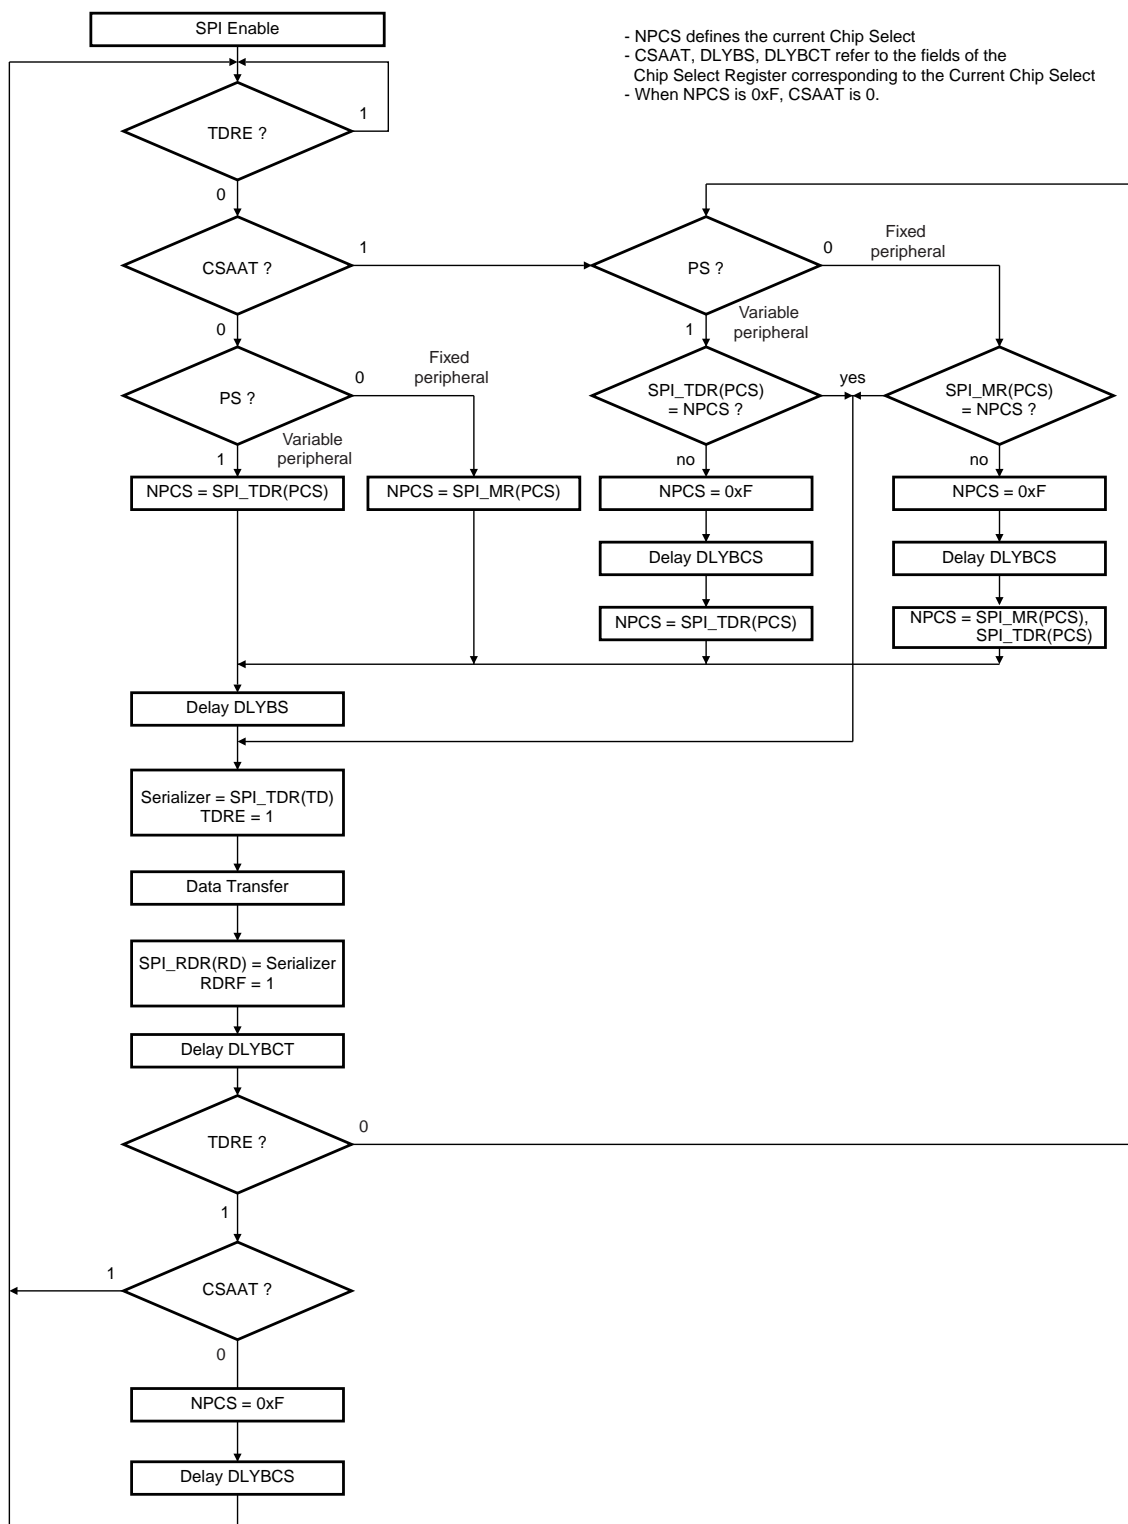 SPI Enable
- NPCS defines the current Chip Select
- CSAAT, DLYBS, DLYBCT refer to the fields of the
Chip Select Register corresponding to the Current Chip Select
- When NPCS is 0xF, CSAAT is 0.
1
TDRE ?
0
CSAAT ?
1
PS ?
0
Fixed
peripheral
0
1
Variable
peripheral
PS ?
0
Fixed
peripheral
1
Variable
peripheral
SPI_TDR(PCS)
= NPCS ?
yes
SPI_MR(PCS)
= NPCS ?
no
no
NPCS = SPI_TDR(PCS)
NPCS = SPI_MR(PCS)
NPCS = 0xF
NPCS = 0xF
Delay DLYBCS
Delay DLYBCS
NPCS = SPI_TDR(PCS)
NPCS = SPI_MR(PCS),
SPI_TDR(PCS)
Delay DLYBS
Serializer = SPI_TDR(TD)
TDRE = 1
Data Transfer
SPI_RDR(RD) = Serializer
RDRF = 1
Delay DLYBCT
TDRE ?
0
1
CSAAT ?
1
0
NPCS = 0xF
Delay DLYBCS